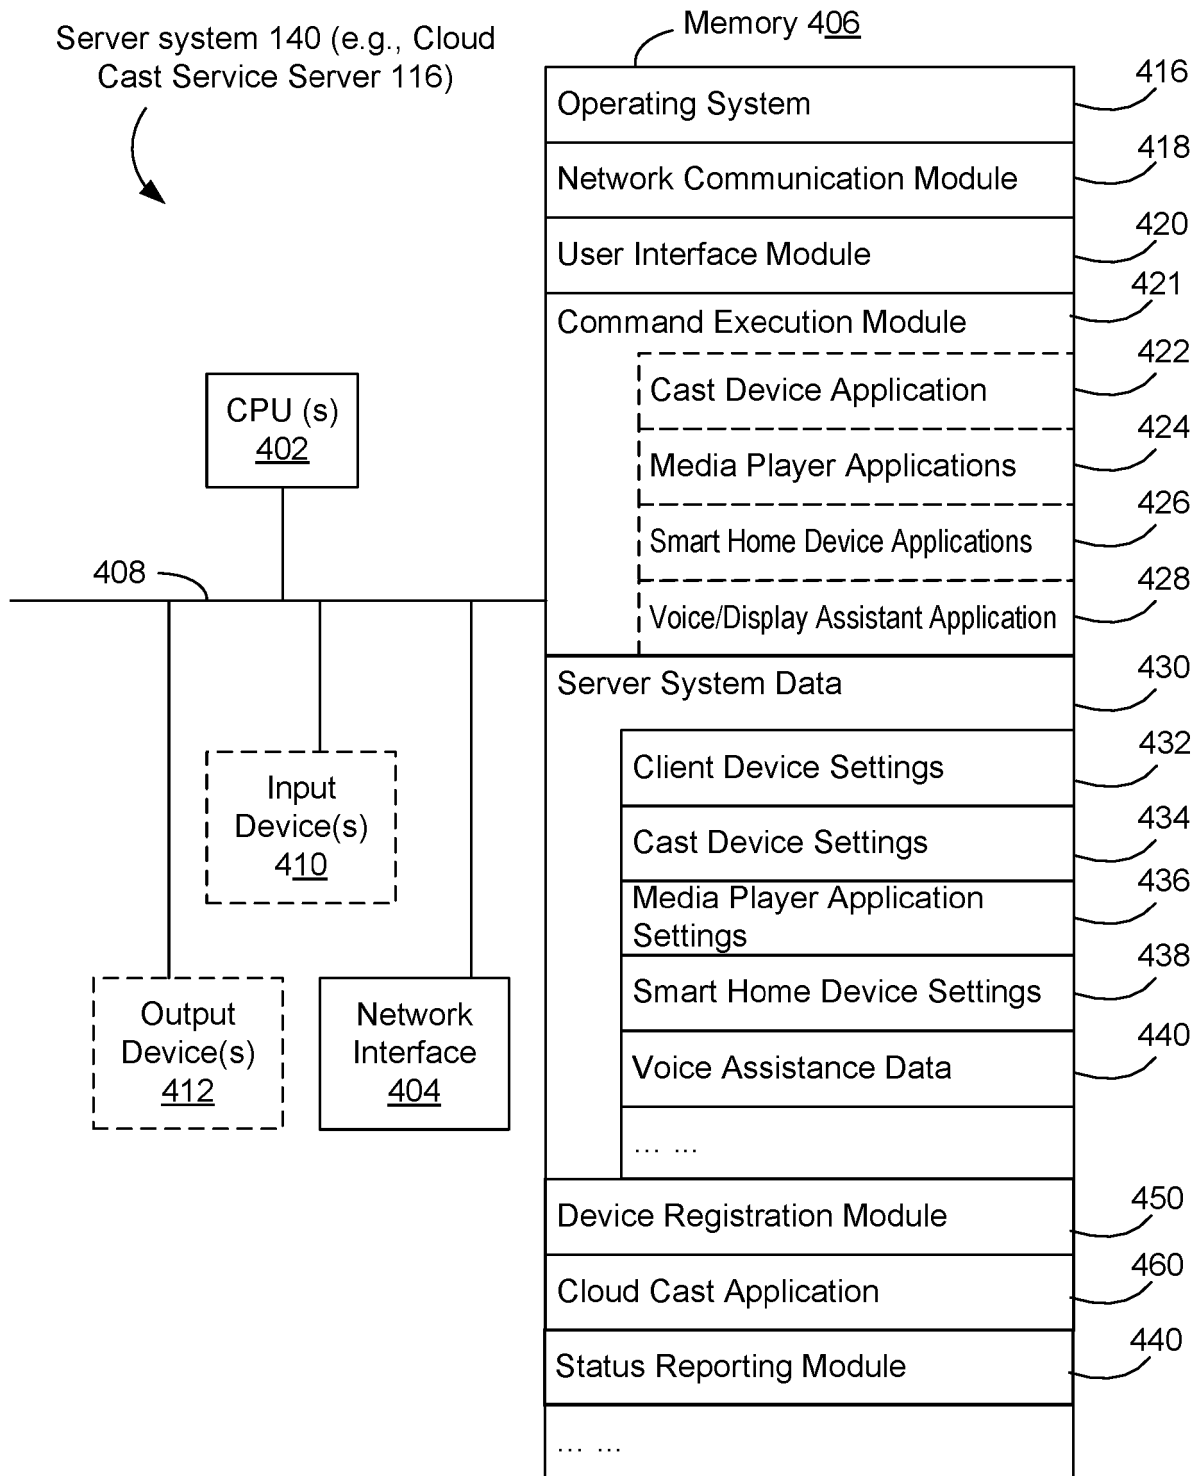 Server system 140 (e.g., Cloud
Cast Service Server 116)
Memory 406
Operating System
416
Network Communication Module
418
User Interface Module
420
Command Execution Module
421
Cast Device Application
422
Media Player Applications
424
Smart Home Device Applications
426
Voice/Display Assistant Application
428
CPU (s)
402
408
Input
Device(s)
410
Output
Device(s)
412
Network
Interface
404
Server System Data
430
Client Device Settings
432
Cast Device Settings
434
Media Player Application
Settings
436
Smart Home Device Settings
438
Voice Assistance Data
440
... ...
Device Registration Module
450
Cloud Cast Application
460
Status Reporting Module
440
... ...